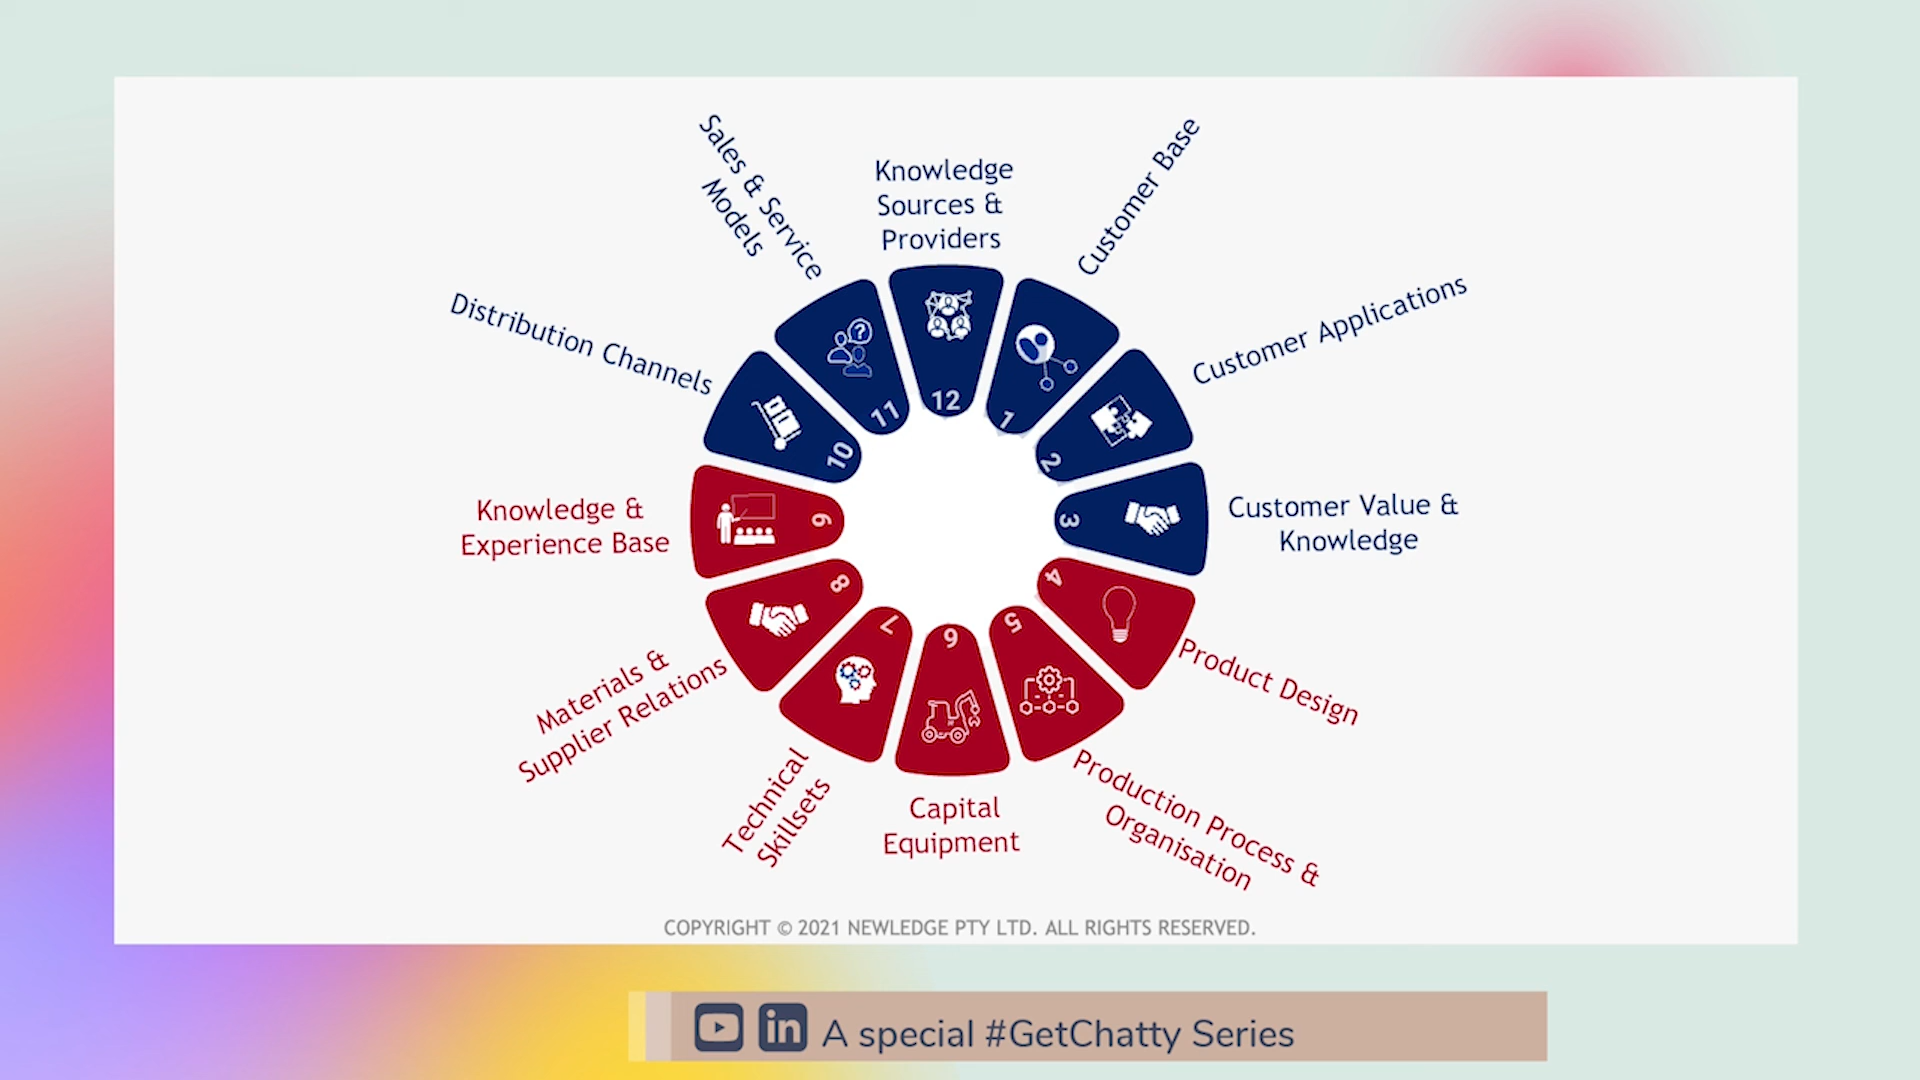 Sales & Service
Models
Knowledge
Sources &
Providers
Customer Base
Distribution Channels
Customer Applications
Knowledge &
Experience Base
Customer Value &
Knowledge
Materials &
Supplier Relations
Product Design
Technical
Skillsets
Capital
Equipment
Production Process &
Organisation
12
1
2
3
4
5
6
7
8
9
10
11
?
COPYRIGHT © 2021 NEWLEDGE PTY LTD. ALL RIGHTS RESERVED.
in A special #GetChatty Series